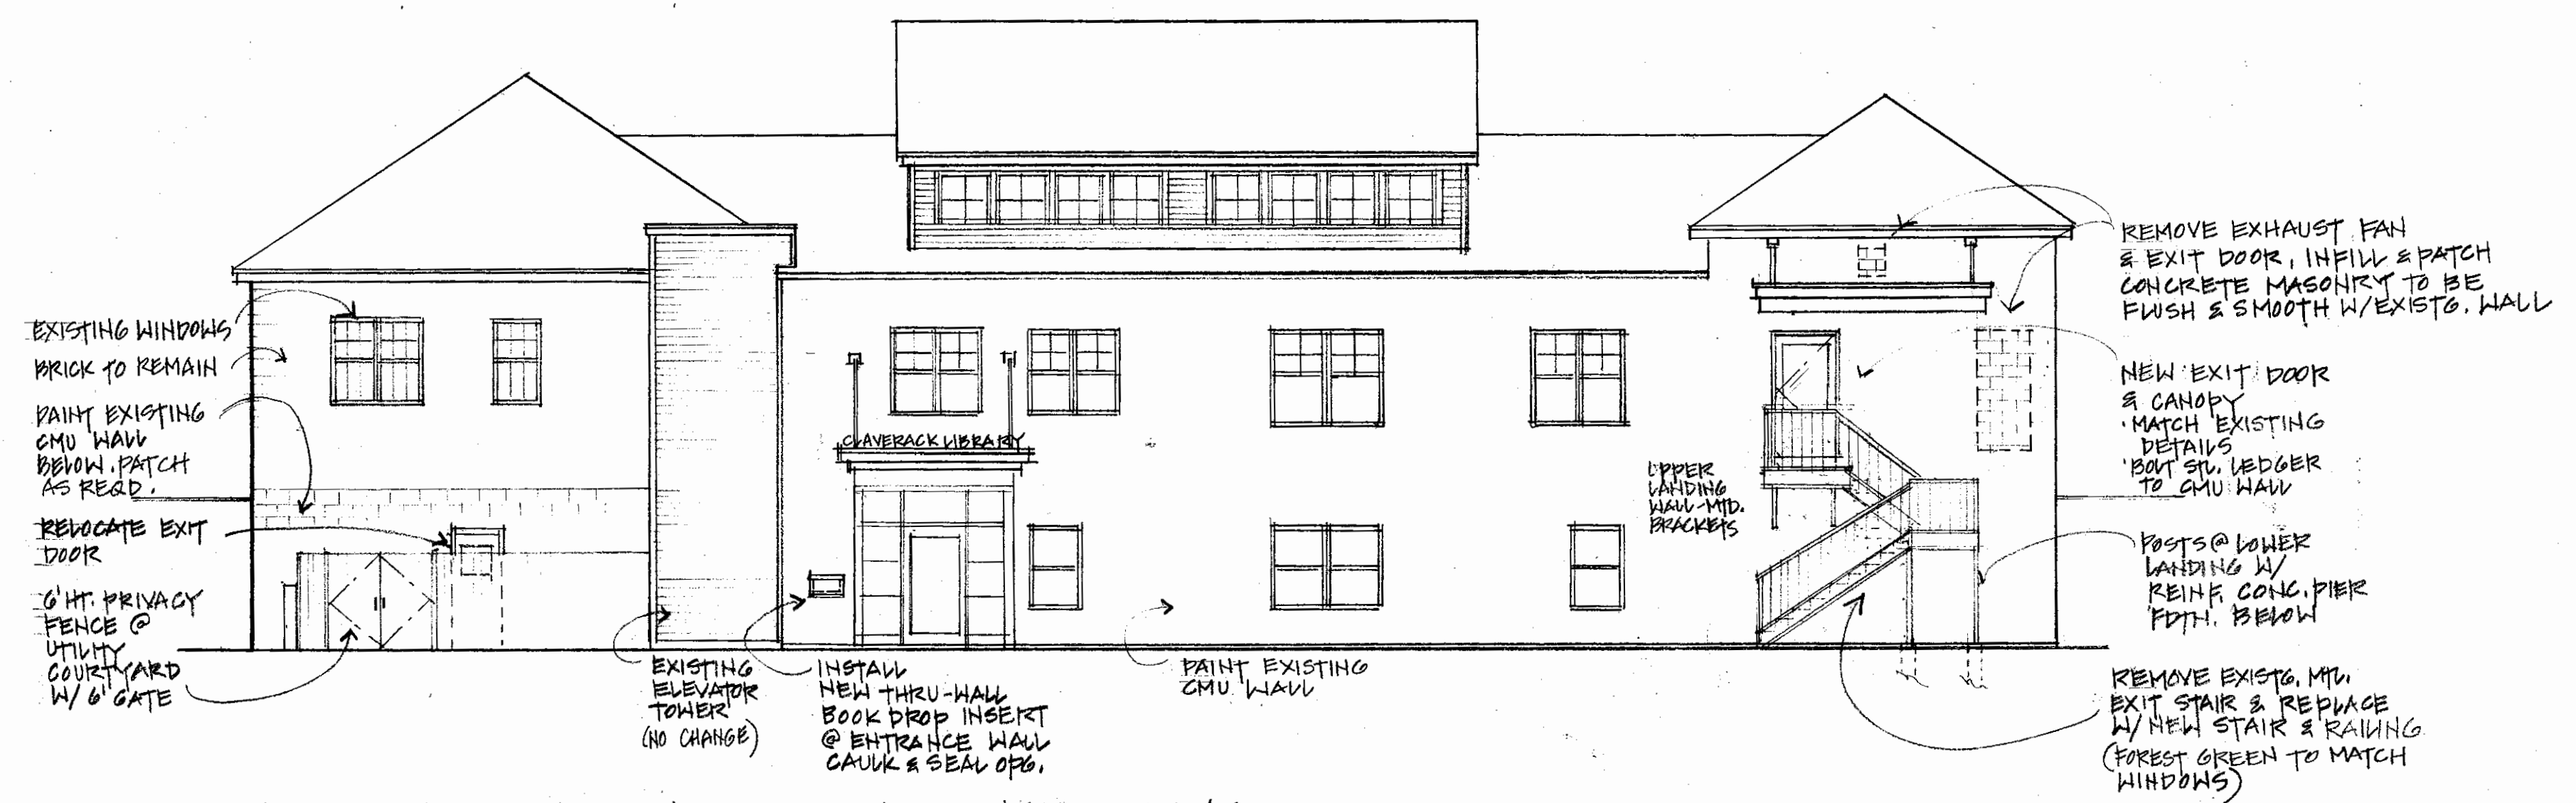 EXISTING WINDOWS
BRICK TO REMAIN
PAINT EXISTING
CMU WALL
BELOW. PATCH
AS REQD.
RELOCATE EXIT
DOOR
6' HT. PRIVACY
FENCE @
UTILITY
COURTYARD
W/ 6' GATE
EXISTING
ELEVATOR
TOWER
(NO CHANGE)
INSTALL
NEW THRU-WALL
BOOK DROP INSERT
@ ENTRANCE WALL
CAULK & SEAL OPG.
CLAVERACK LIBRARY
PAINT EXISTING
CMU WALL
UPPER
LANDING
WALL-MTD.
BRACKETS
REMOVE EXHAUST FAN
& EXIT DOOR, INFILL & PATCH
CONCRETE MASONRY TO BE
FLUSH & SMOOTH W/EXISTG. WALL
NEW EXIT DOOR
& CANOPY
• MATCH EXISTING
DETAILS
• BOLT STL. LEDGER
TO CMU WALL
POSTS @ LOWER
LANDING W/
REINF. CONC. PIER
FDTN. BELOW
REMOVE EXISTG. MTL.
EXIT STAIR & REPLACE
W/ NEW STAIR & RAILING
(FOREST GREEN TO MATCH
WINDOWS)